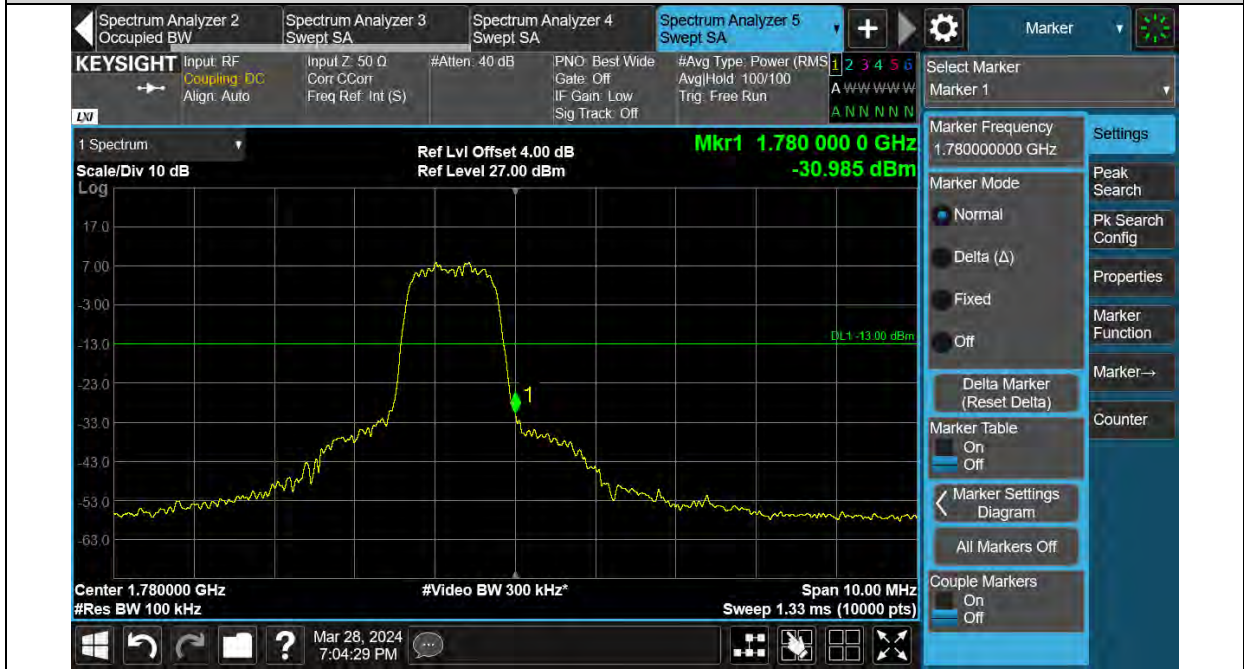 Spectrum Analyzer 2
Occupied BW
Spectrum Analyzer 3
Swept SA
Spectrum Analyzer 4
Swept SA
Spectrum Analyzer 5
Swept SA
Marker
KEYSIGHT
LXI
Input: RF
Coupling: DC
Align: Auto
Input Z: 50 Ω
Corr CCorr
Freq Ref: Int (S)
#Atten: 40 dB
PNO: Best Wide
Gate: Off
IF Gain: Low
Sig Track: Off
#Avg Type: Power (RMS
Avg|Hold: 100/100
Trig: Free Run
1 2 3 4 5 6
A W W W W W
A N N N N N
Select Marker
Marker 1
1 Spectrum
Scale/Div 10 dB
Log
Ref Lvl Offset 4.00 dB
Ref Level 27.00 dBm
Mkr1 1.780 000 0 GHz
-30.985 dBm
17.0
7.00
-3.00
-13.0
-23.0
-33.0
-43.0
-53.0
-63.0
DL1 -13.00 dBm
1
Center 1.780000 GHz
#Res BW 100 kHz
#Video BW 300 kHz*
Span 10.00 MHz
Sweep 1.33 ms (10000 pts)
Marker Frequency
1.780000000 GHz
Marker Mode
Normal
Delta (Δ)
Fixed
Off
Delta Marker
(Reset Delta)
Marker Table
On
Off
Marker Settings
Diagram
All Markers Off
Couple Markers
On
Off
Settings
Peak
Search
Pk Search
Config
Properties
Marker
Function
Marker→
Counter
?
Mar 28, 2024
7:04:29 PM